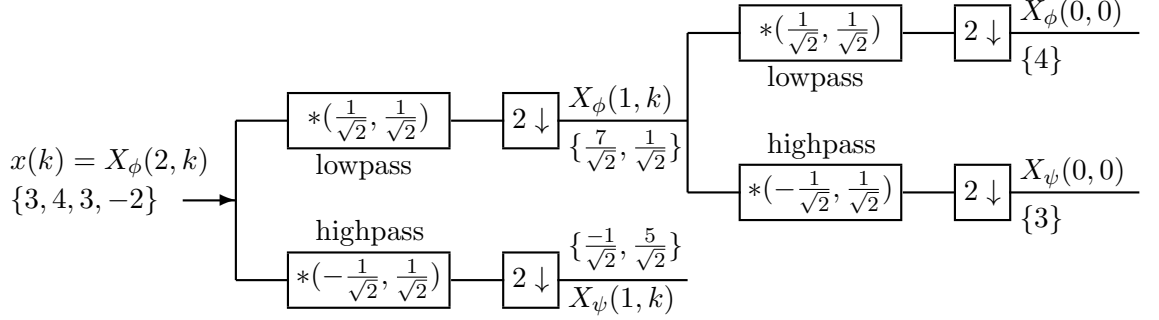 x(k) = X_ϕ(2, k)
{3, 4, 3, −2}
∗(1/√2, 1/√2)
lowpass
2 ↓
X_ϕ(1, k)
{7/√2, 1/√2}
highpass
∗(−1/√2, 1/√2)
2 ↓
{−1/√2, 5/√2}
X_ψ(1, k)
∗(1/√2, 1/√2)
lowpass
2 ↓
X_ϕ(0, 0)
{4}
highpass
∗(−1/√2, 1/√2)
2 ↓
X_ψ(0, 0)
{3}